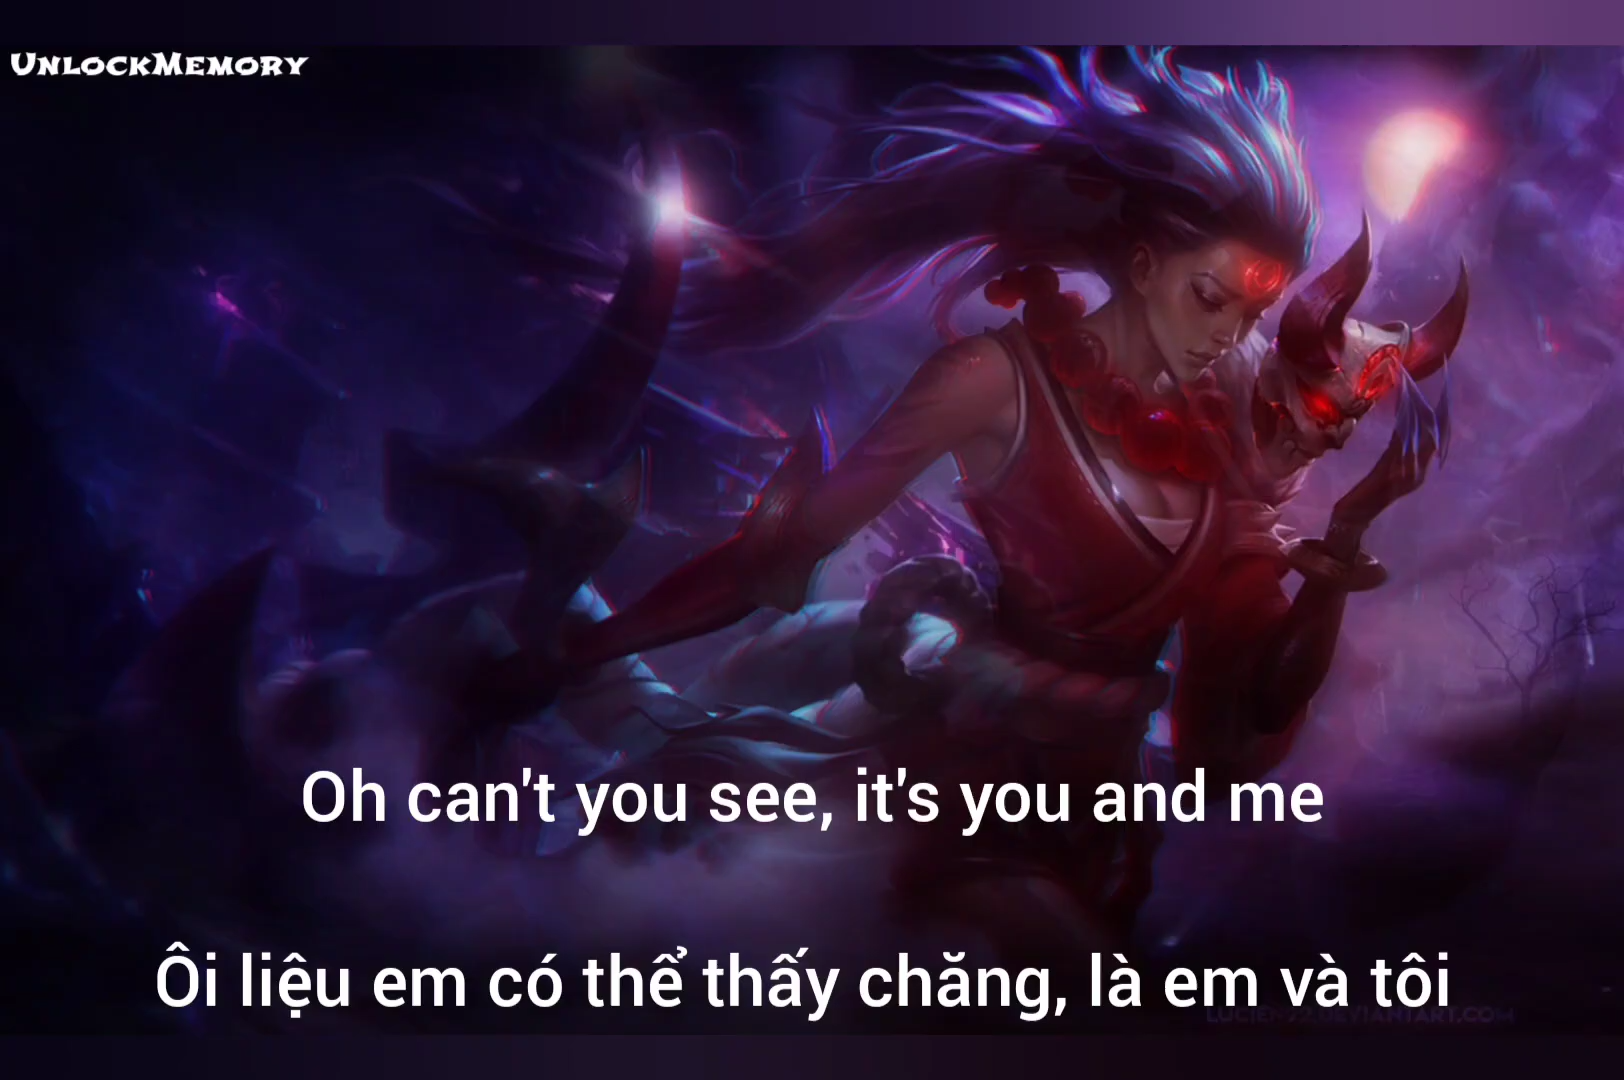 UnlockMemory
Oh can't you see, it's you and me
Ôi liệu em có thể thấy chăng, là em và tôi